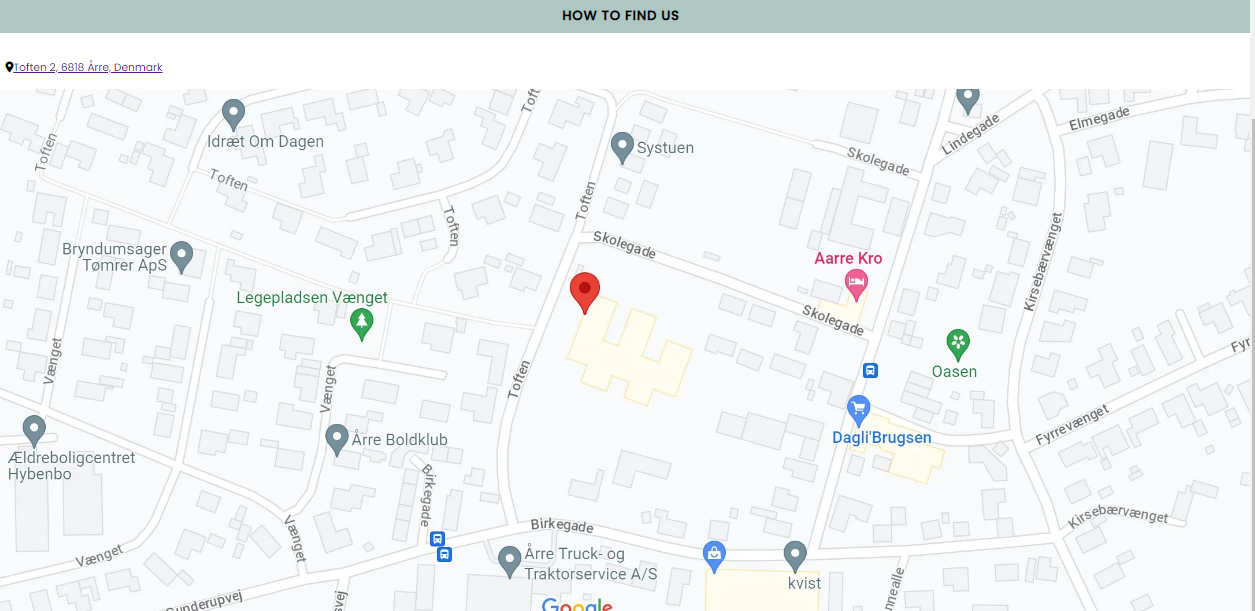 HOW TO FIND US
Toften 2, 6818 Årre, Denmark
Toften
Lindegade
Elmegade
Idræt Om Dagen
Systuen
Skolegade
Toften
Toften
Toften
Toften
Skolegade
Kirsebærvænget
Bryndumsager
Tømrer ApS
Aarre Kro
Legepladsen Vænget
Skolegade
Oasen
Vænget
Vænget
Toften
Fyrrevænget
Dagli'Brugsen
Årre Boldklub
Ældreboligcentret
Hybenbo
Birkegade
Birkegade
Kirsebærvænget
Vænget
Vænget
Årre Truck- og
Traktorservice A/S
kvist
Google